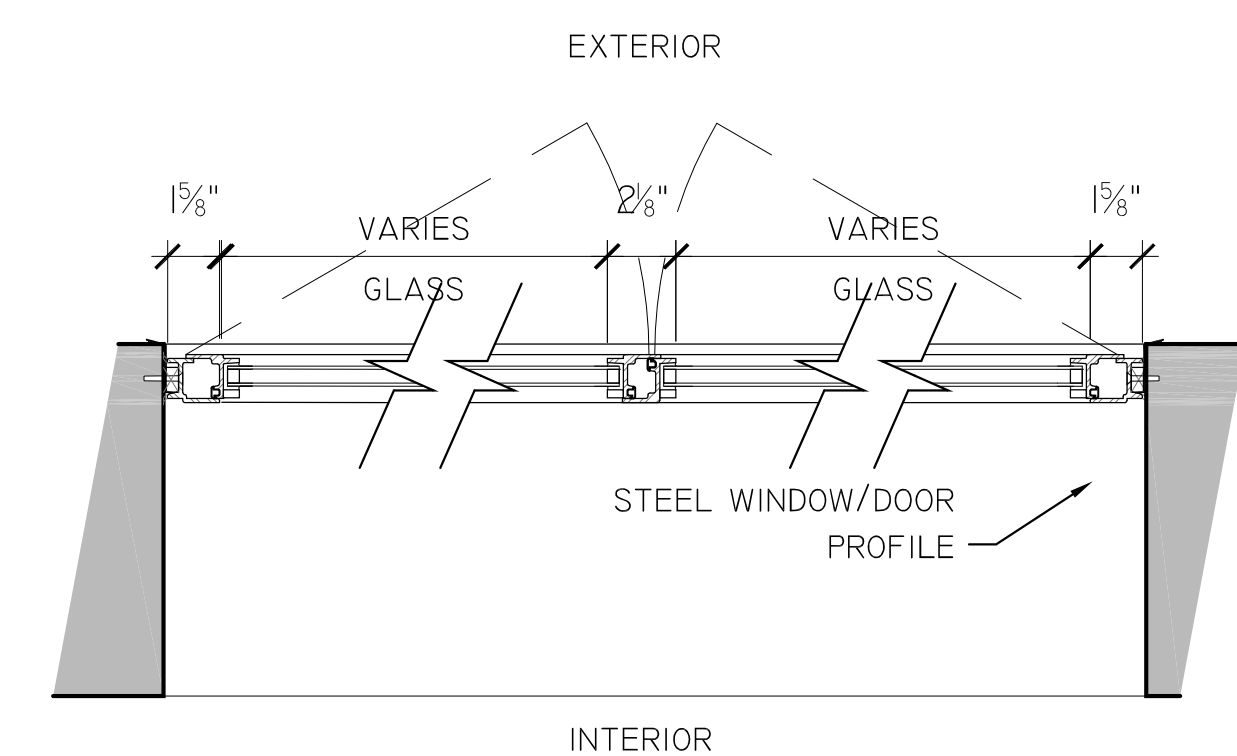 EXTERIOR
1⅝" 2⅛" 1⅝"
VARIES VARIES
GLASS GLASS
STEEL WINDOW/DOOR
PROFILE
INTERIOR